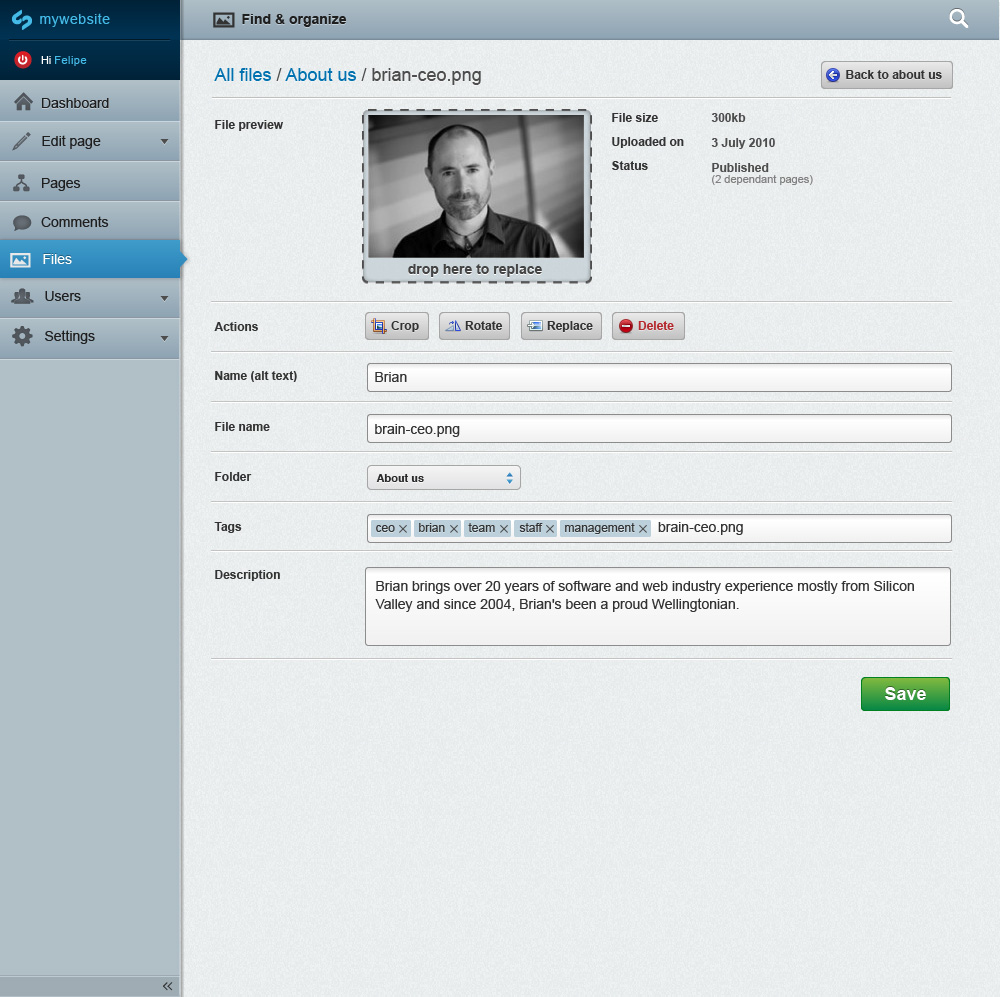 mywebsite
Hi Felipe
Dashboard
Edit page
Pages
Comments
Files
Users
Settings
«
Find & organize
All files / About us / brian-ceo.png
Back to about us
File preview
drop here to replace
File size 300kb
Uploaded on 3 July 2010
Status Published
(2 dependant pages)
Actions Crop Rotate Replace Delete
Name (alt text) Brian
File name brain-ceo.png
Folder About us
Tags ceo × brian × team × staff × management × brain-ceo.png
Description Brian brings over 20 years of software and web industry experience mostly from Silicon
Valley and since 2004, Brian's been a proud Wellingtonian.
Save